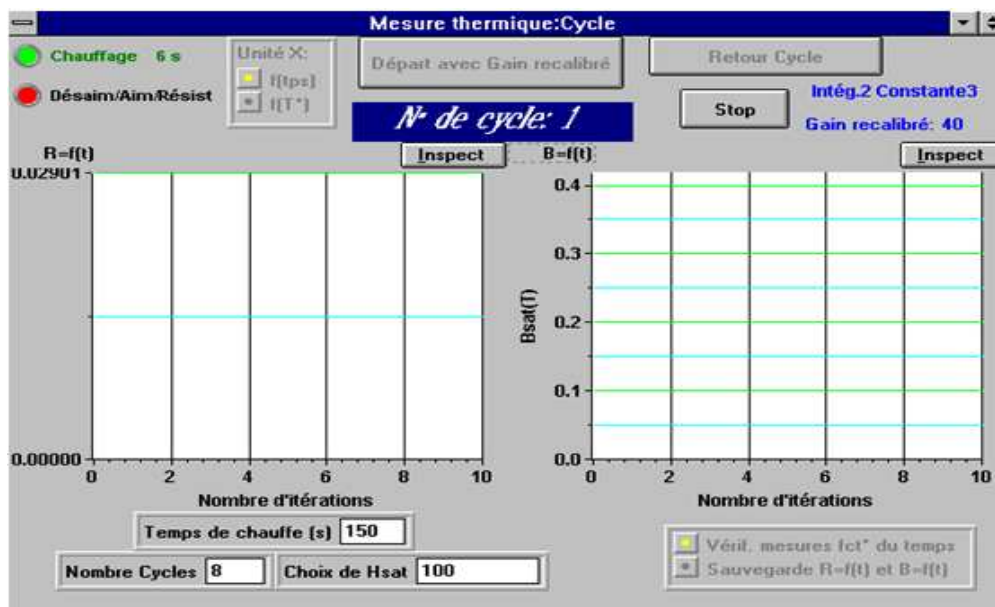 Mesure thermique:Cycle
Chauffage 6 s
Désaim/Aim/Résist
Unité X:
f(tps)
f(T°)
Départ avec Gain recalibré
Retour Cycle
N° de cycle: 1
Stop
Intég.2 Constante3
Gain recalibré: 40
R=f(t)
Inspect
B=f(t)
Inspect
0.02901
0.00000
0 2 4 6 8 10
Nombre d'itérations
Bsat(T)
0.4
0.3
0.2
0.1
0.0
0 2 4 6 8 10
Nombre d'itérations
Temps de chauffe (s) 150
Nombre Cycles 8
Choix de Hsat 100
Vérif. mesures fct° du temps
Sauvegarde R=f(t) et B=f(t)